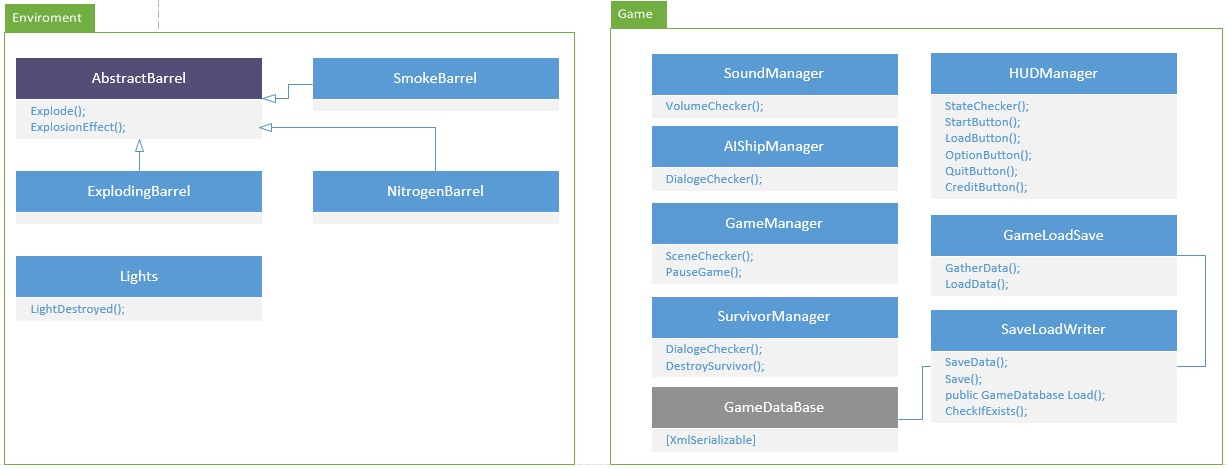 Enviroment
AbstractBarrel
Explode();
ExplosionEffect();
SmokeBarrel
ExplodingBarrel
NitrogenBarrel
Lights
LightDestroyed();
Game
SoundManager
VolumeChecker();
AIShipManager
DialogeChecker();
GameManager
SceneChecker();
PauseGame();
SurvivorManager
DialogeChecker();
DestroySurvivor();
GameDataBase
[XmlSerializable]
HUDManager
StateChecker();
StartButton();
LoadButton();
OptionButton();
QuitButton();
CreditButton();
GameLoadSave
GatherData();
LoadData();
SaveLoadWriter
SaveData();
Save();
public GameDatabase Load();
CheckIfExists();